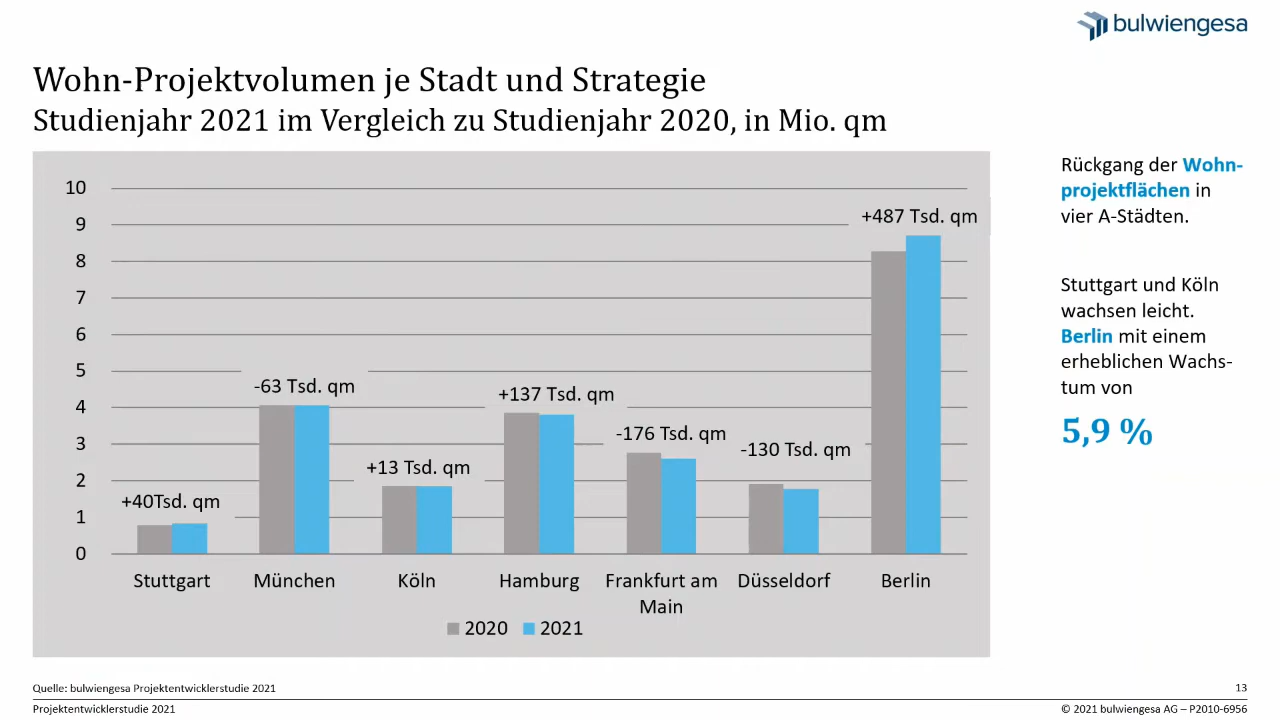 bulwiengesa
Wohn-Projektvolumen je Stadt und Strategie
Studienjahr 2021 im Vergleich zu Studienjahr 2020, in Mio. qm
10
9
8
7
6
5
4
3
2
1
0
+40Tsd. qm
-63 Tsd. qm
+13 Tsd. qm
+137 Tsd. qm
-176 Tsd. qm
-130 Tsd. qm
+487 Tsd. qm
Stuttgart
München
Köln
Hamburg
Frankfurt am
Main
Düsseldorf
Berlin
2020
2021
Rückgang der Wohn-
projektflächen in
vier A-Städten.
Stuttgart und Köln
wachsen leicht.
Berlin mit einem
erheblichen Wachs-
tum von
5,9 %
Quelle: bulwiengesa Projektentwicklerstudie 2021
13
Projektentwicklerstudie 2021
© 2021 bulwiengesa AG – P2010-6956